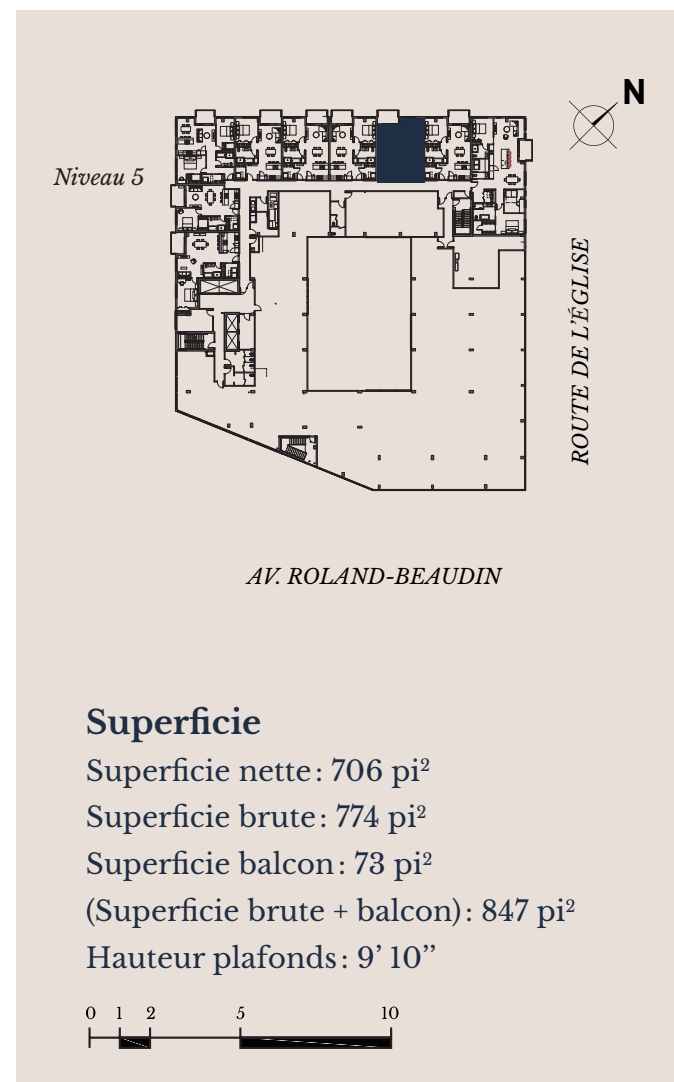 N
Niveau 5
ROUTE DE L'ÉGLISE
AV. ROLAND-BEAUDIN
Superficie
Superficie nette : 706 pi²
Superficie brute : 774 pi²
Superficie balcon : 73 pi²
(Superficie brute + balcon) : 847 pi²
Hauteur plafonds : 9’ 10’’
0 1 2 5 10